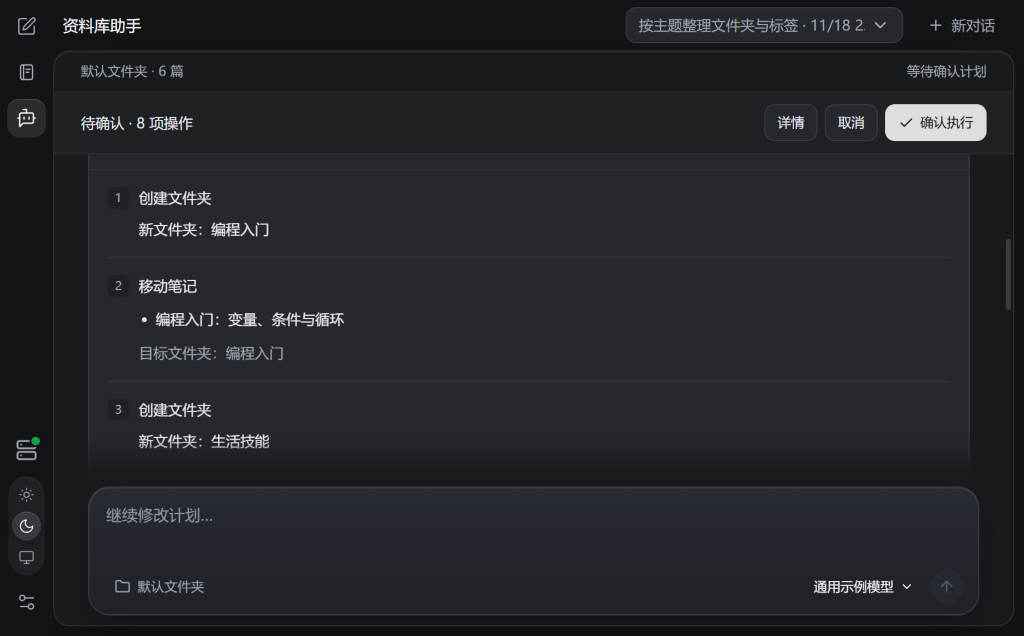 资料库助手
按主题整理文件夹与标签 · 11/18 2.
新对话
默认文件夹 · 6 篇
等待确认计划
待确认 · 8 项操作
详情
取消
确认执行
1 创建文件夹
新文件夹：编程入门
2 移动笔记
• 编程入门：变量、条件与循环
目标文件夹：编程入门
3 创建文件夹
新文件夹：生活技能
继续修改计划...
默认文件夹
通用示例模型